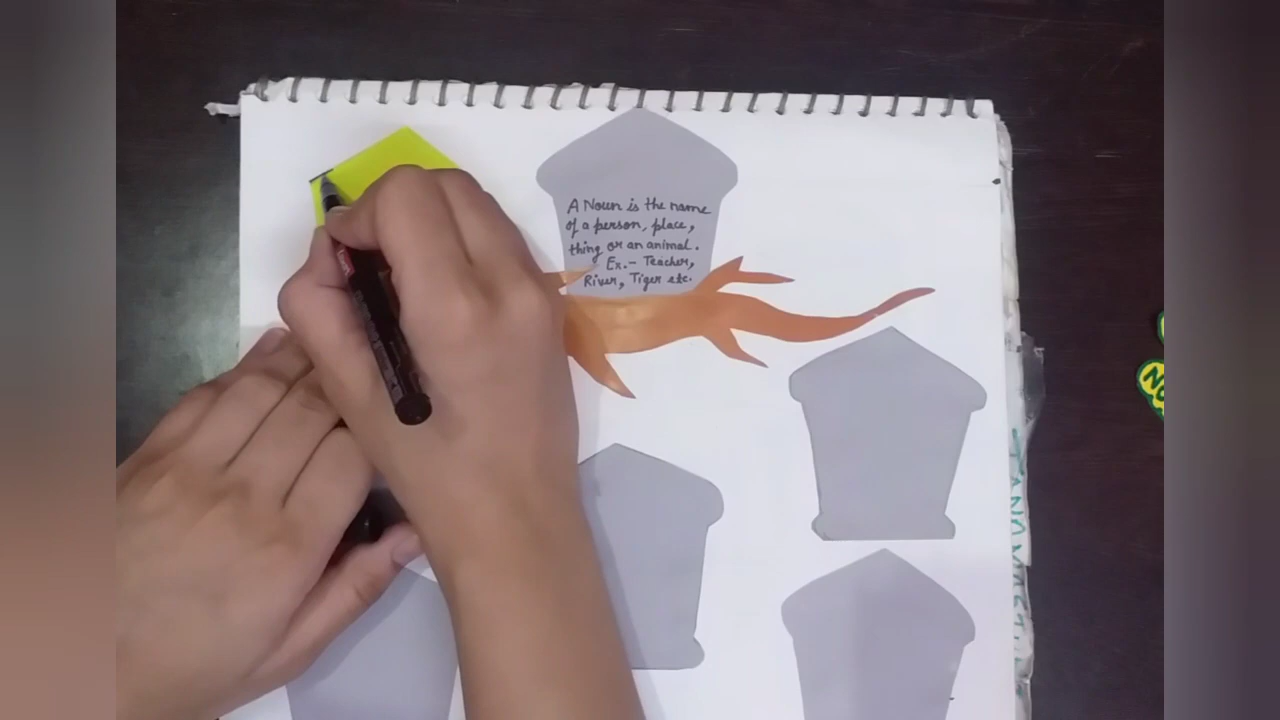 A Noun is the name
of a person, place,
thing or an animal.
Ex.- Teacher,
River, Tiger etc.